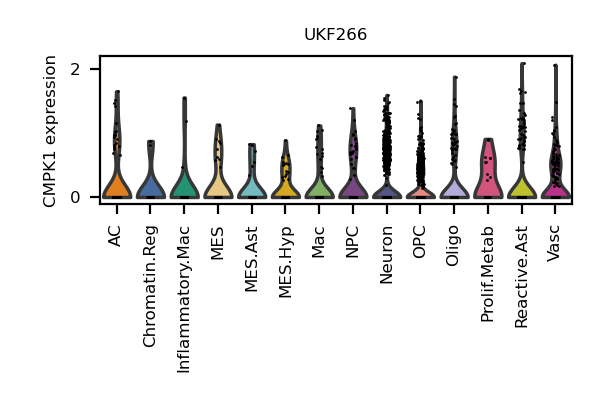 UKF266
CMPK1 expression
2
0
AC
Chromatin.Reg
Inflammatory.Mac
MES
MES.Ast
MES.Hyp
Mac
NPC
Neuron
OPC
Oligo
Prolif.Metab
Reactive.Ast
Vasc